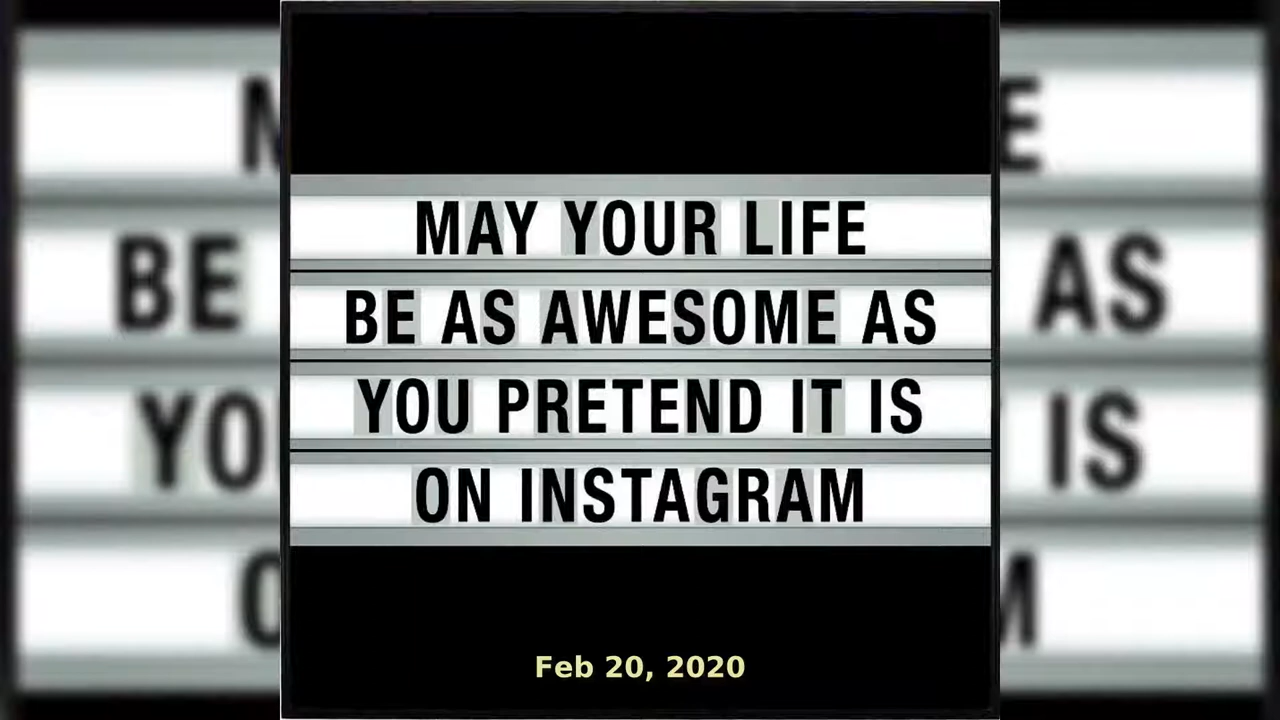 MAY YOUR LIFE
BE AS AWESOME AS
YOU PRETEND IT IS
ON INSTAGRAM
Feb 20, 2020